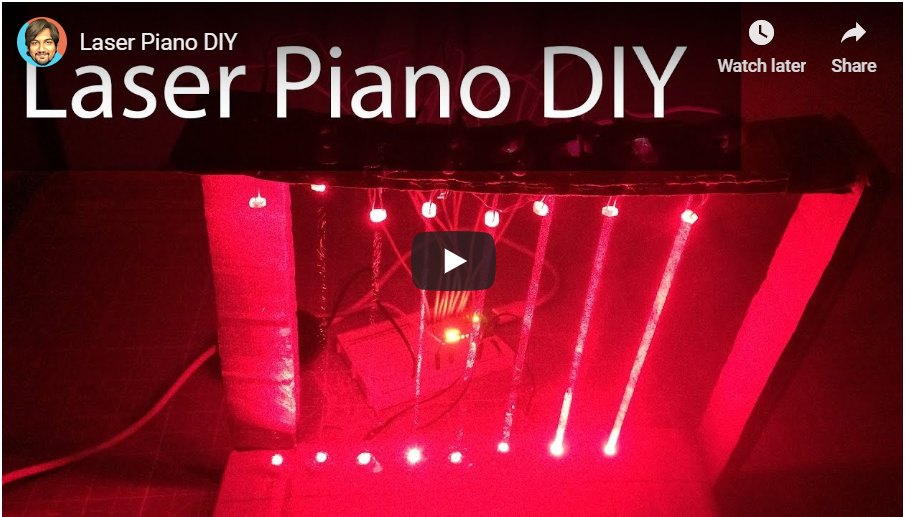 Laser Piano DIY
Watch later
Share
Laser Piano DIY